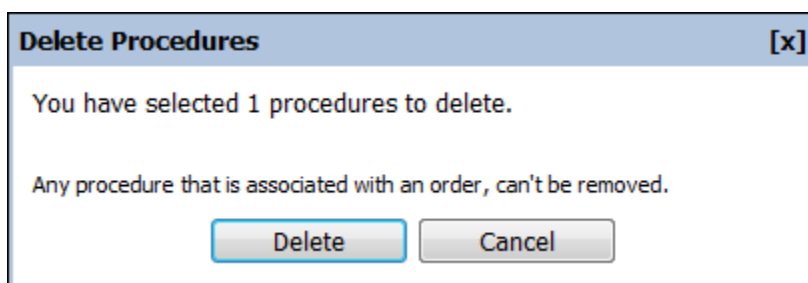 Delete Procedures [x]
You have selected 1 procedures to delete.
Any procedure that is associated with an order, can't be removed.
Delete Cancel